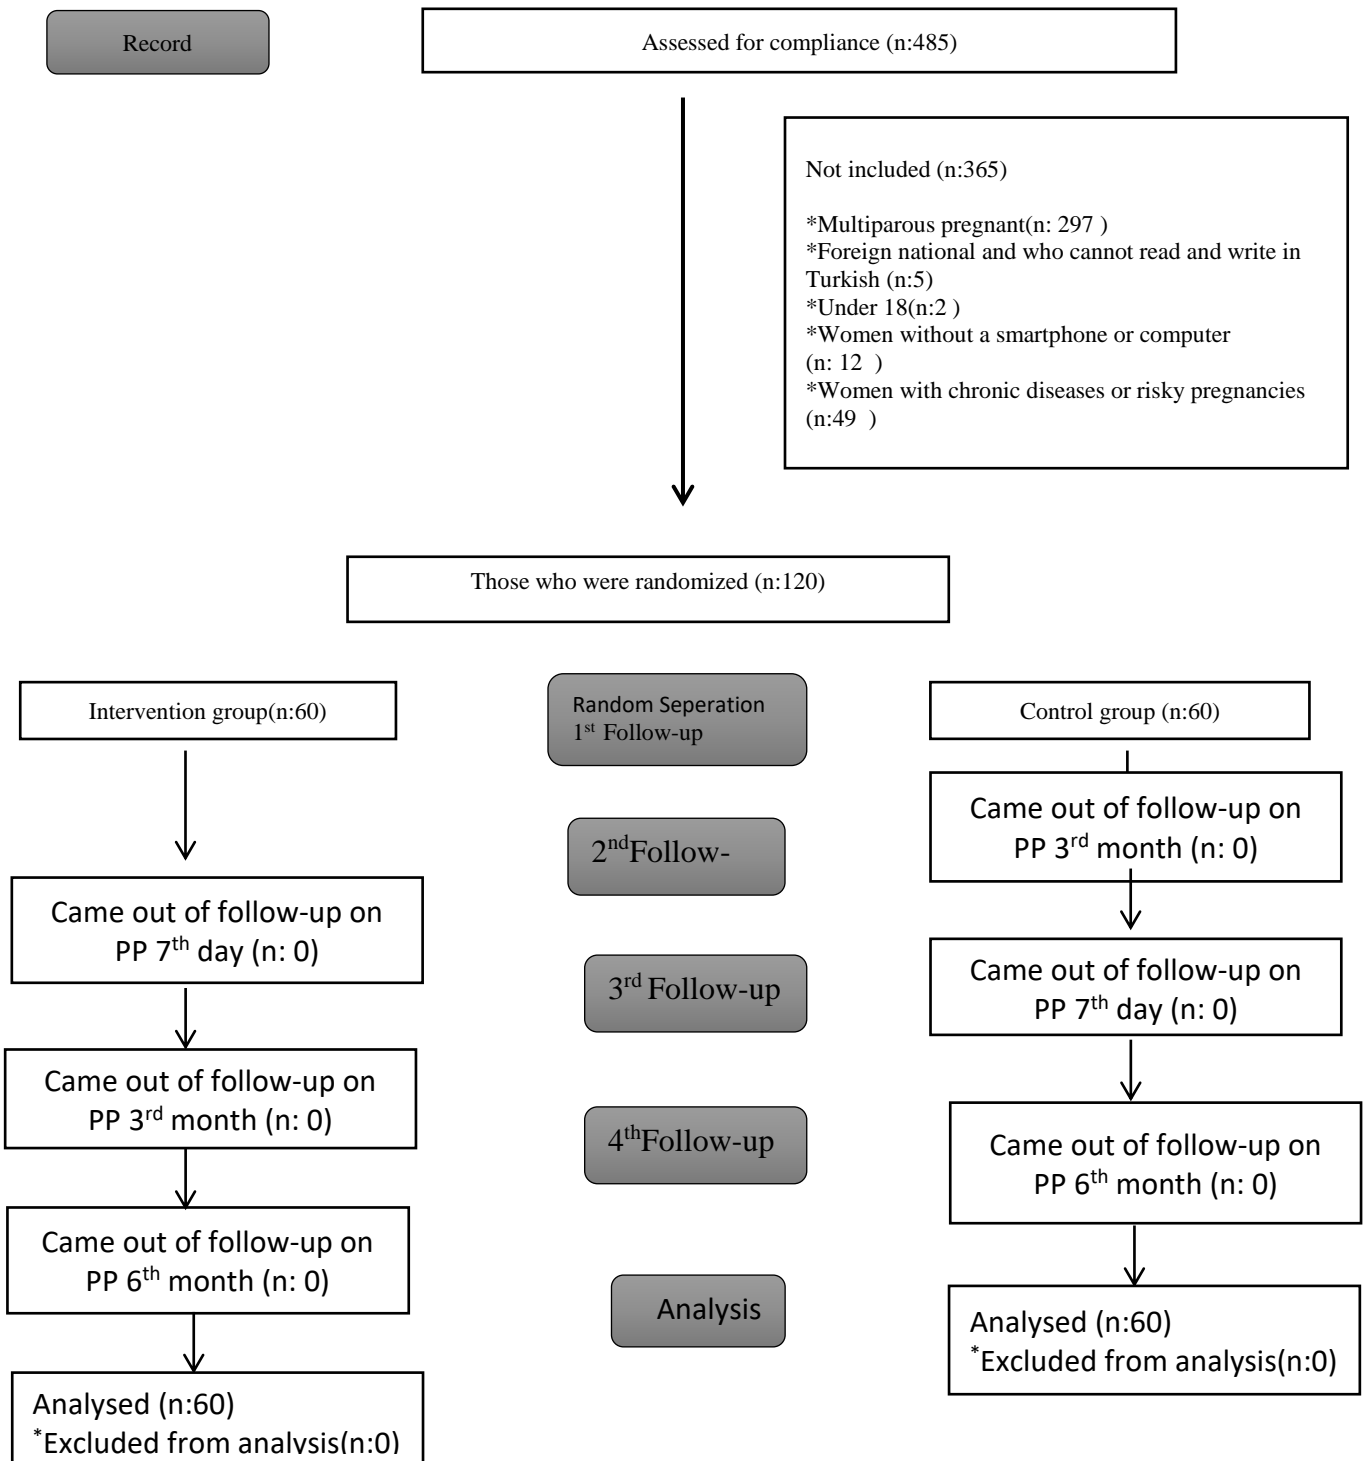 Record
Assessed for compliance (n:485)
Not included (n:365)
*Multiparous pregnant(n: 297 )
*Foreign national and who cannot read and write in
Turkish (n:5)
*Under 18(n:2 )
*Women without a smartphone or computer
(n: 12 )
*Women with chronic diseases or risky pregnancies
(n:49 )
Those who were randomized (n:120)
Intervention group(n:60)
Random Seperation
1st Follow-up
Control group (n:60)
Came out of follow-up on
PP 3rd month (n: 0)
2ndFollow-
Came out of follow-up on
PP 7th day (n: 0)
3rd Follow-up
Came out of follow-up on
PP 7th day (n: 0)
Came out of follow-up on
PP 3rd month (n: 0)
4thFollow-up
Came out of follow-up on
PP 6th month (n: 0)
Came out of follow-up on
PP 6th month (n: 0)
Analysis
Analysed (n:60)
*Excluded from analysis(n:0)
Analysed (n:60)
*Excluded from analysis(n:0)